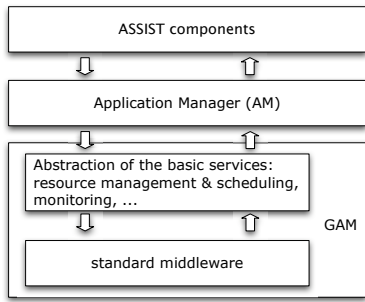 ASSIST components
Application Manager (AM)
Abstraction of the basic services:
resource management & scheduling,
monitoring, ...
GAM
standard middleware